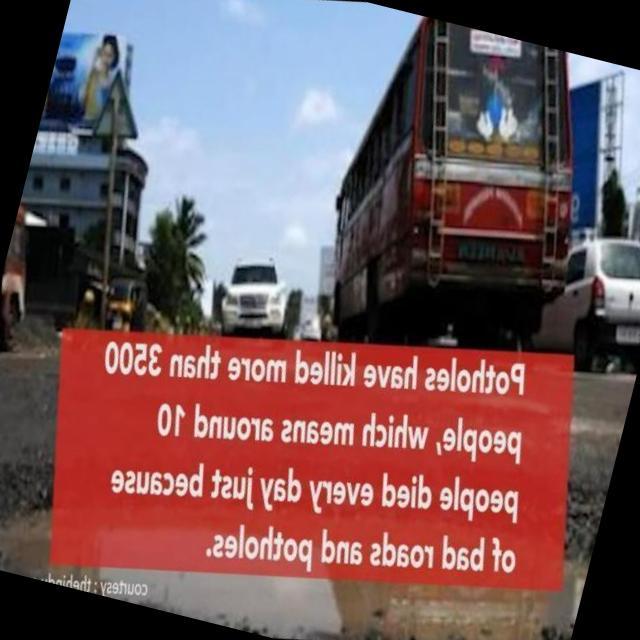 Potholes have killed more than 3500
people, which means around 10
people died every day just because
of bad roads and potholes.
courtesy : thehindu